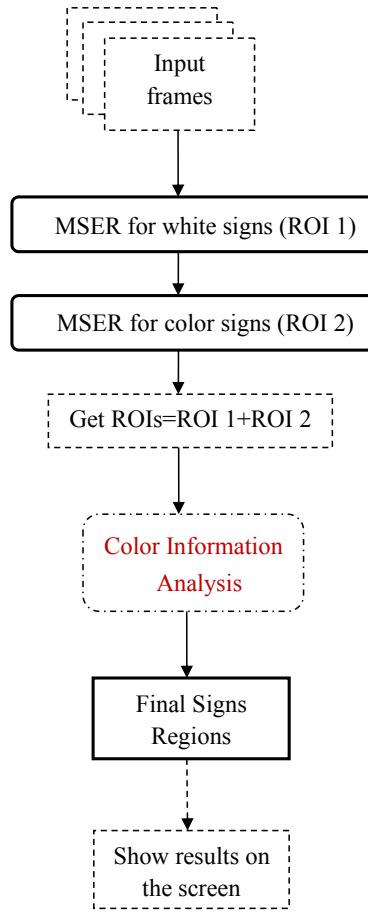 Input
frames
MSER for white signs (ROI 1)
MSER for color signs (ROI 2)
Get ROIs=ROI 1+ROI 2
Color Information
Analysis
Final Signs
Regions
Show results on
the screen